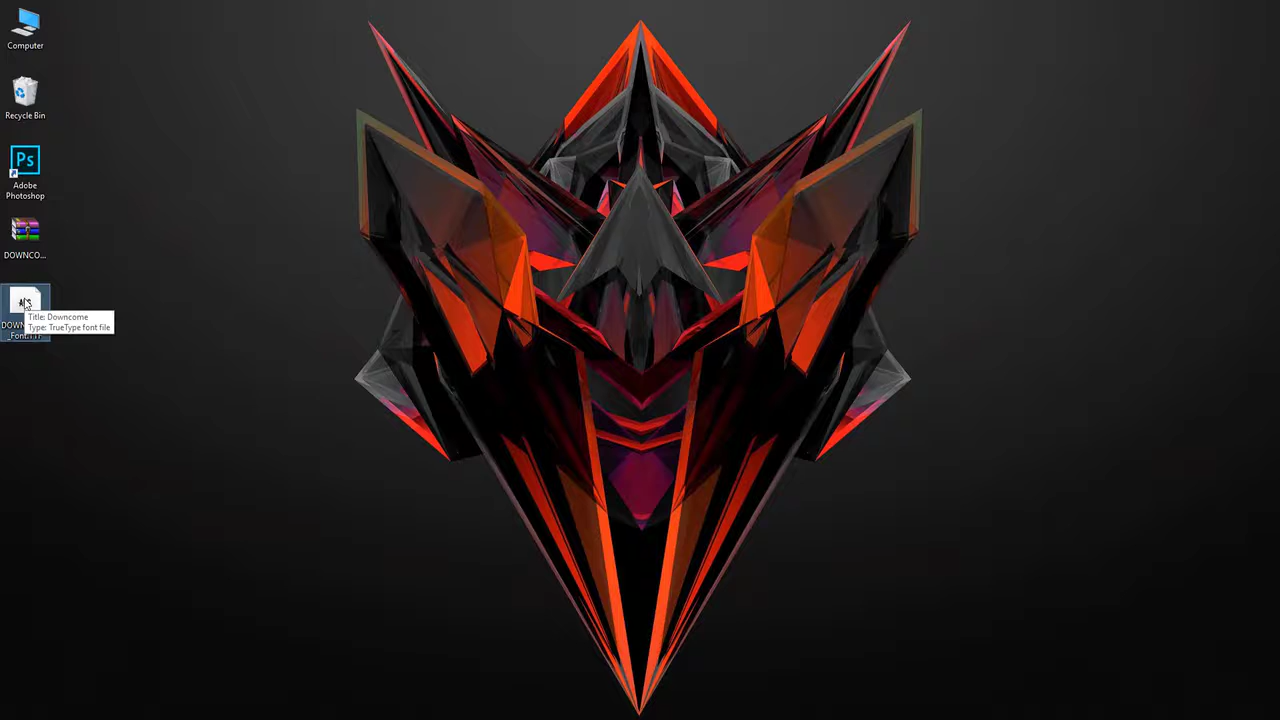 Computer
Recycle Bin
Ps
Adobe
Photoshop
DOWNCO...
Title: Downcome
Type: TrueType font file